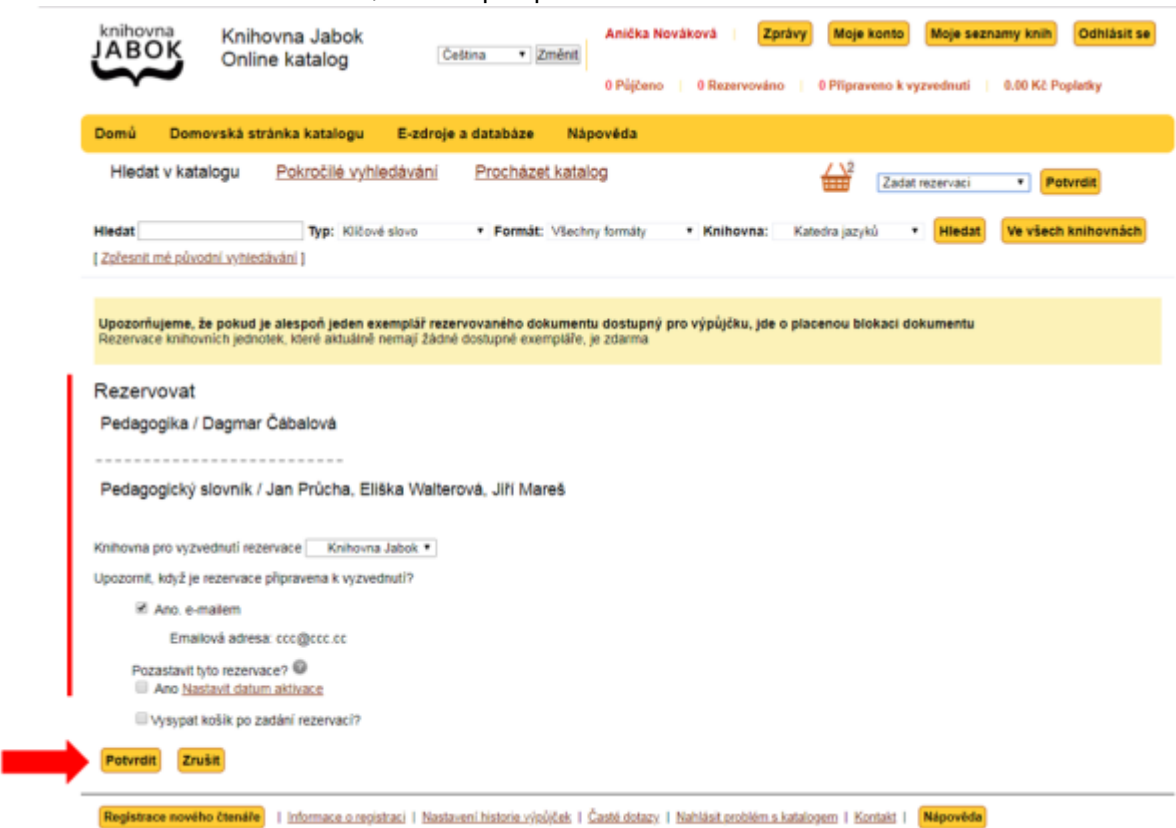 knihovna
JABOK
Knihovna Jabok
Online katalog
Čeština Změnit
Anička Nováková | Zprávy Moje konto Moje seznamy knih Odhlásit se
0 Půjčeno | 0 Rezervováno | 0 Připraveno k vyzvednutí | 0.00 Kč Poplatky
Domů Domovská stránka katalogu E-zdroje a databáze Nápověda
Hledat v katalogu Pokročilé vyhledávání Procházet katalog 2 Zadat rezervaci Potvrdit
Hledat Typ: Klíčové slovo Formát: Všechny formáty Knihovna: Katedra jazyků Hledat Ve všech knihovnách
[ Zpřesnit mé původní vyhledávání ]
Upozorňujeme, že pokud je alespoň jeden exemplář rezervovaného dokumentu dostupný pro výpůjčku, jde o placenou blokaci dokumentu
Rezervace knihovních jednotek, které aktuálně nemají žádné dostupné exempláře, je zdarma
Rezervovat
Pedagogika / Dagmar Čábalová
---------------------------
Pedagogický slovník / Jan Průcha, Eliška Walterová, Jiří Mareš
Knihovna pro vyzvednutí rezervace Knihovna Jabok
Upozornit, když je rezervace připravena k vyzvednutí?
Ano. e-mailem
Emailová adresa: ccc@ccc.cc
Pozastavit tyto rezervace?
Ano Nastavit datum aktivace
Vysypat košík po zadání rezervací?
Potvrdit Zrušit
Registrace nového čtenáře | Informace o registraci | Nastavení historie výpůjček | Časté dotazy | Nahlásit problém s katalogem | Kontakt | Nápověda